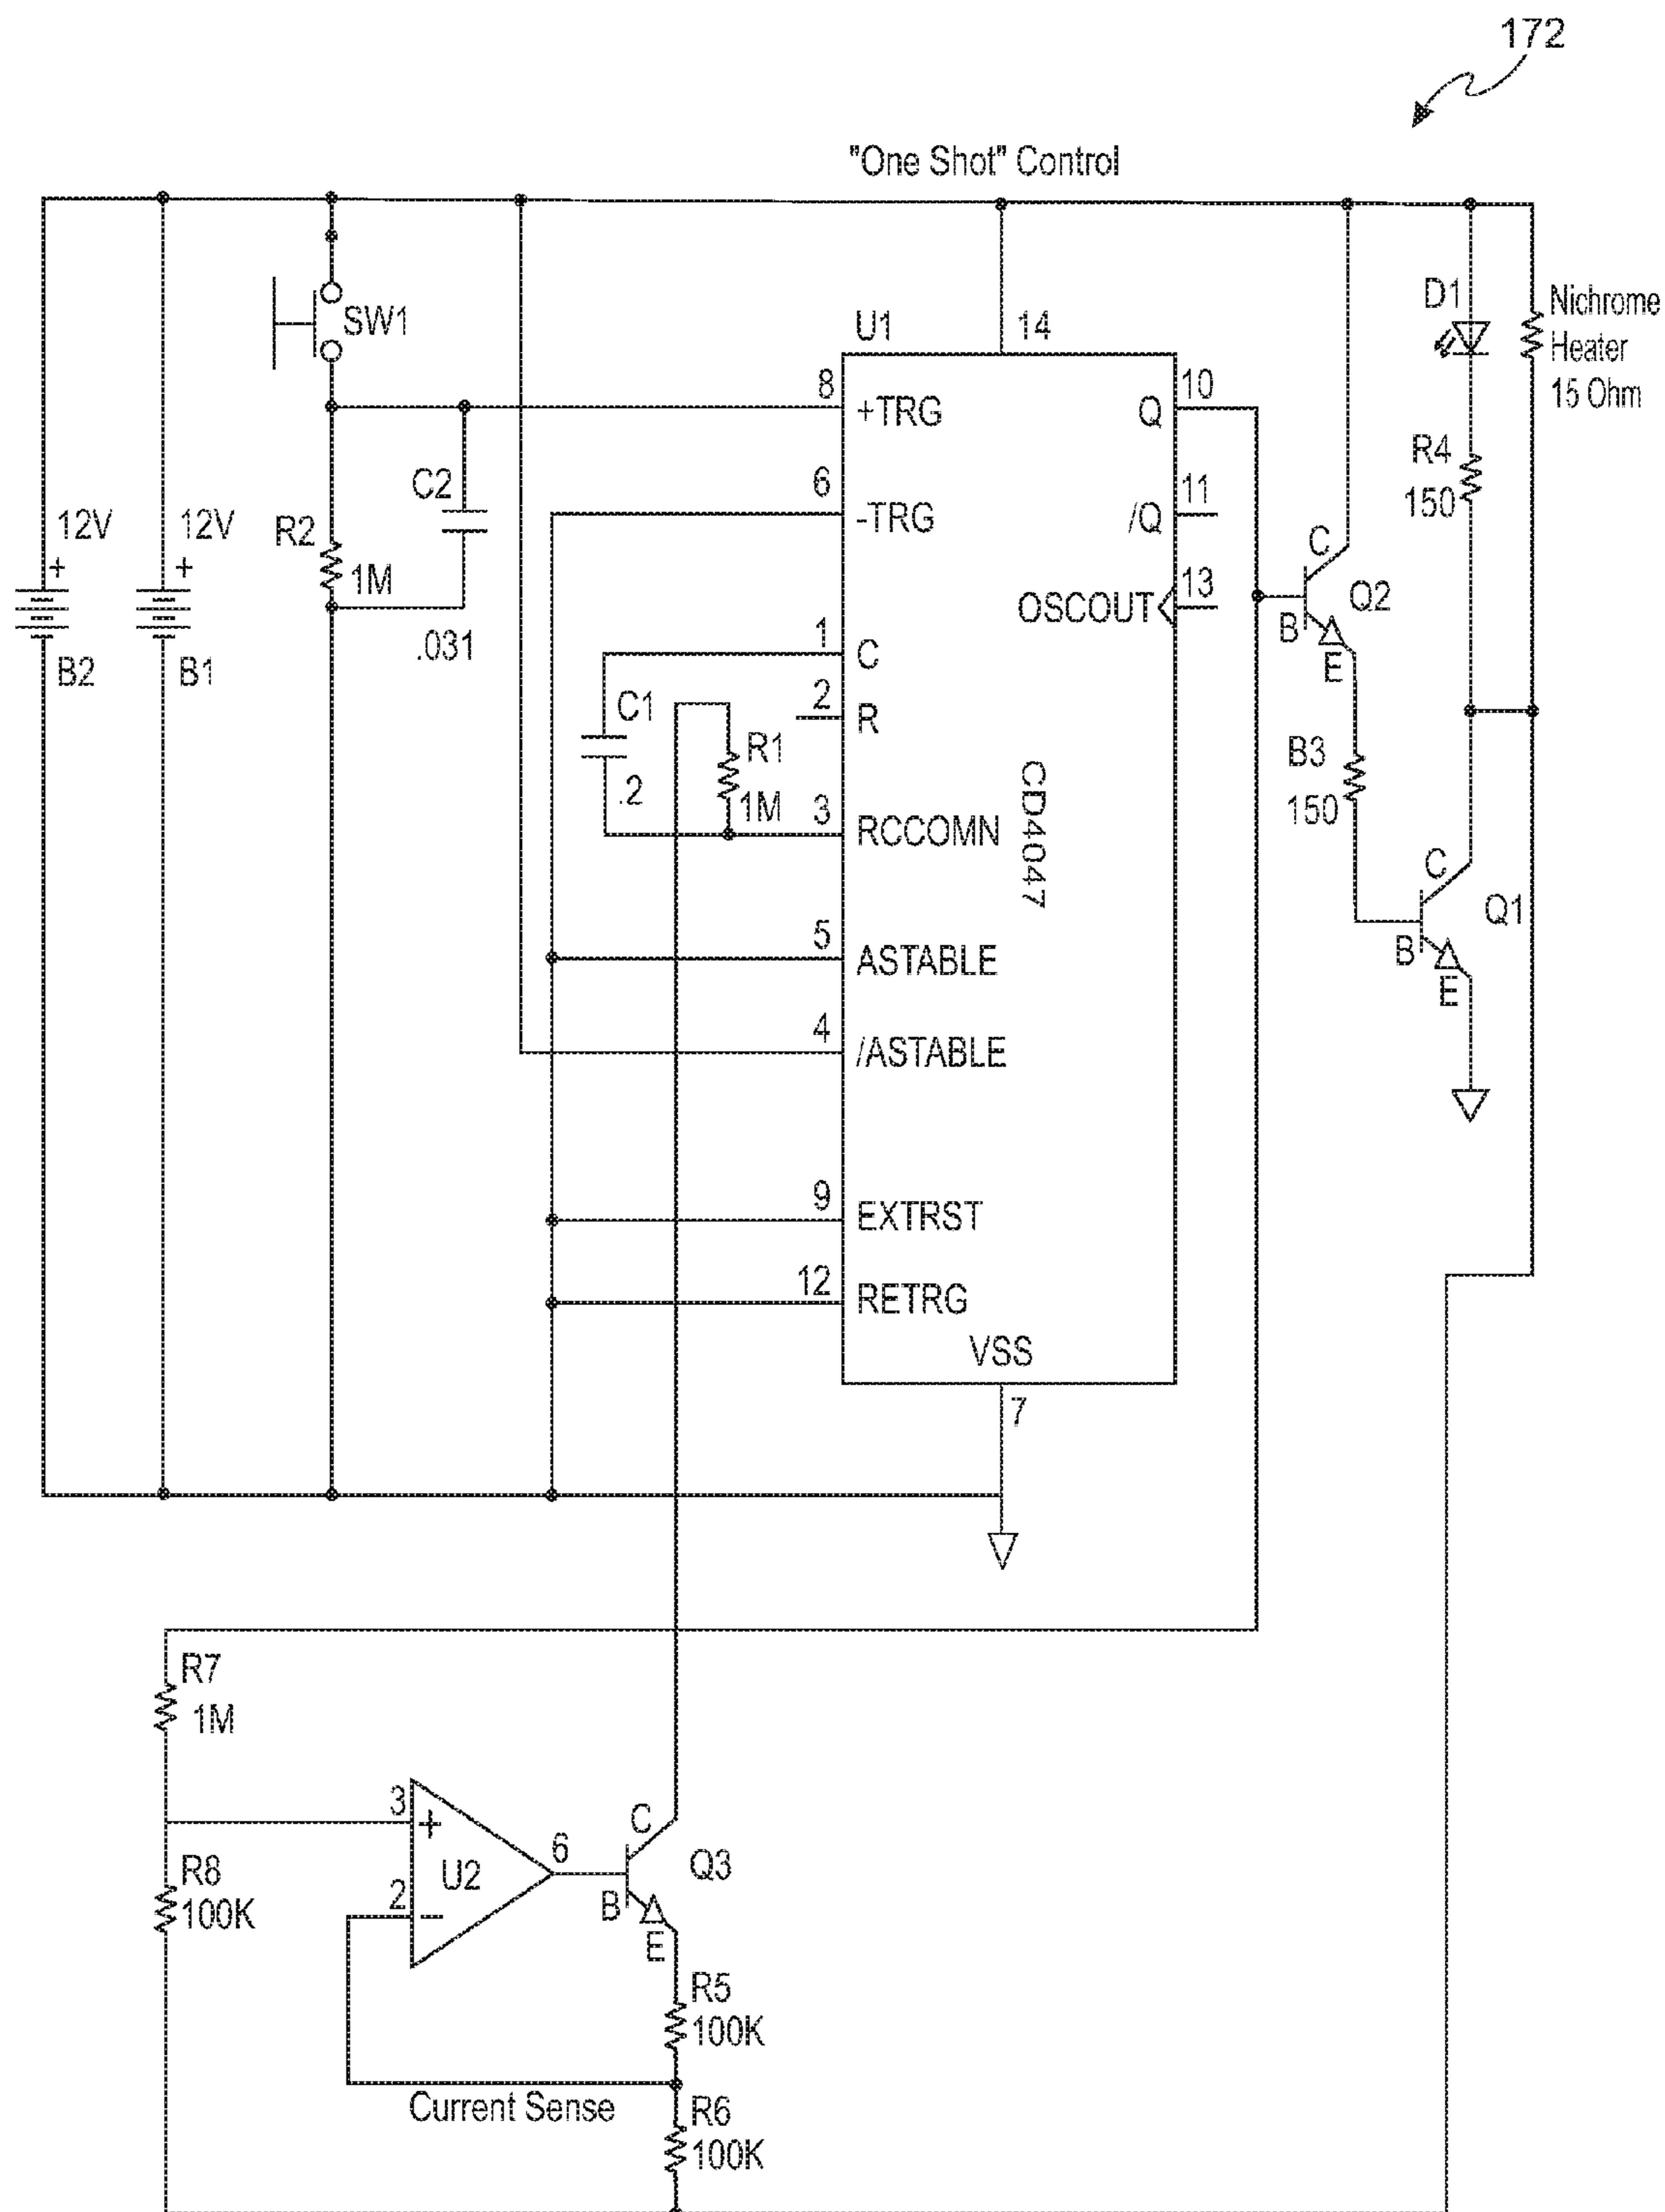 172
"One Shot" Control
SW1
U1
14
D1
Nichrome
Heater
15 Ohm
8
+TRG
Q
10
C2
.031
R2
1M
12V
+
B2
12V
+
B1
6
-TRG
/Q
11
R4
150
OSCOUT
13
C
B
E
Q2
1
C
2
R
C1
.2
R1
1M
3
RCCOMN
CD4047
B3
150
C
B
E
Q1
5
ASTABLE
4
/ASTABLE
9
EXTRST
12
RETRG
VSS
7
R7
1M
3
+
U2
6
2
-
R8
100K
C
B
E
Q3
R5
100K
Current Sense
R6
100K